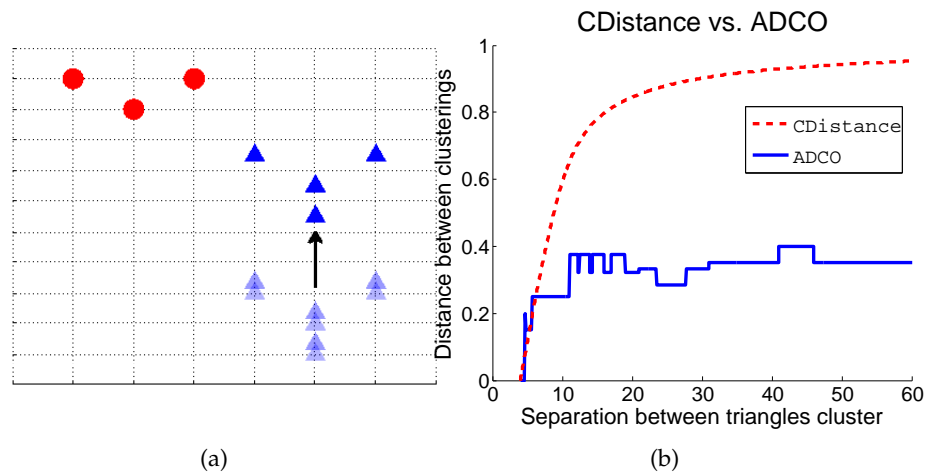 CDistance vs. ADCO
Distance between clusterings
1
0.8
0.6
0.4
0.2
0
CDistance
ADCO
10
20
30
40
50
60
Separation between triangles cluster
(a)
(b)